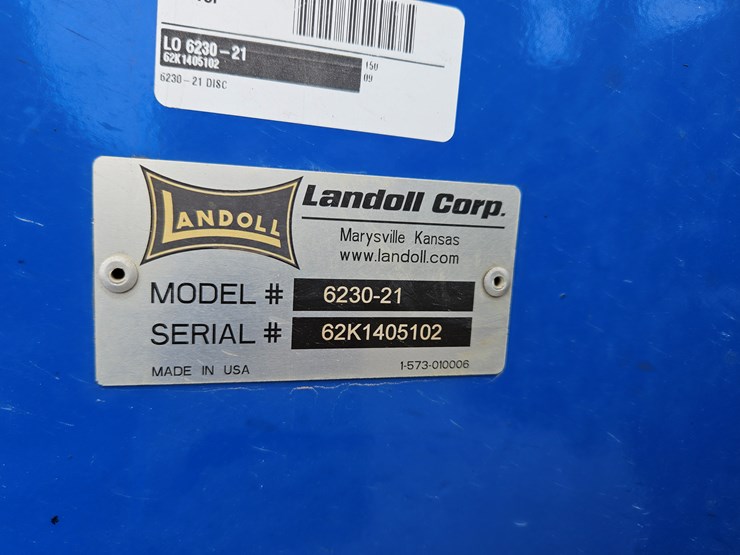 LO 6230-21
62K1405102
150
09
6230-21 DISC
LANDOLL
Landoll Corp.
Marysville Kansas
www.landoll.com
MODEL # 6230-21
SERIAL # 62K1405102
MADE IN USA
1-573-010006